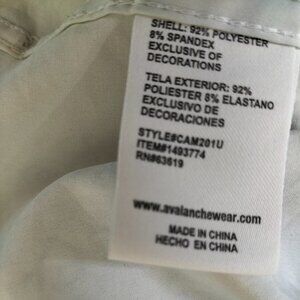 SHELL: 92% POLYESTER
8% SPANDEX
EXCLUSIVE OF
DECORATIONS
TELA EXTERIOR: 92%
POLIESTER 8% ELASTANO
EXCLUSIVO DE
DECORACIONES
STYLE#CAM201U
ITEM#1493774
RN#63619
www.avalanchewear.com
MADE IN CHINA
HECHO EN CHINA